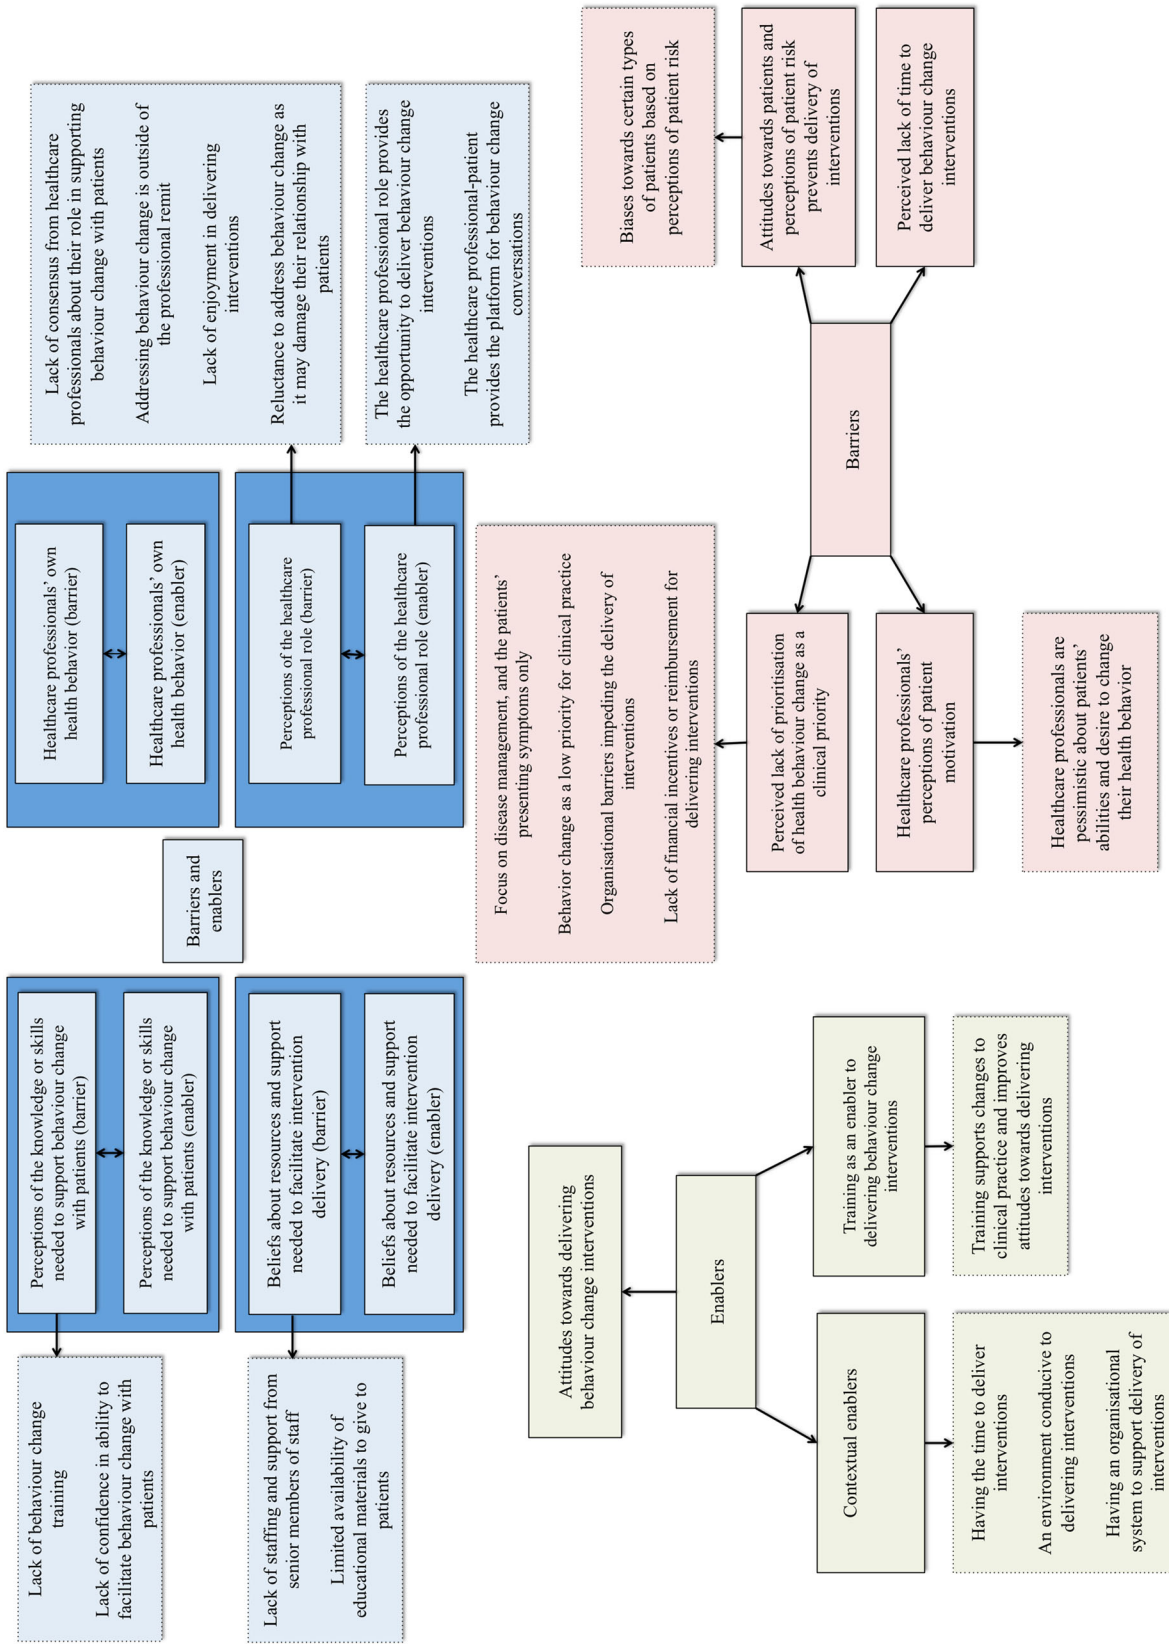 Lack of behaviour change
training
Lack of confidence in ability to
facilitate behaviour change with
patients
Perceptions of the knowledge or skills
needed to support behaviour change
with patients (barrier)
Perceptions of the knowledge or skills
needed to support behaviour change
with patients (enabler)
Lack of staffing and support from
senior members of staff
Limited availability of
educational materials to give to
patients
Beliefs about resources and support
needed to facilitate intervention
delivery (barrier)
Beliefs about resources and support
needed to facilitate intervention
delivery (enabler)
Barriers and
enablers
Healthcare professionals’ own
health behavior (barrier)
Healthcare professionals’ own
health behavior (enabler)
Perceptions of the healthcare
professional role (barrier)
Perceptions of the healthcare
professional role (enabler)
Lack of consensus from healthcare
professionals about their role in supporting
behaviour change with patients
Addressing behaviour change is outside of
the professional remit
Lack of enjoyment in delivering
interventions
Reluctance to address behaviour change as
it may damage their relationship with
patients
The healthcare professional role provides
the opportunity to deliver behaviour change
interventions
The healthcare professional-patient
provides the platform for behaviour change
conversations
Attitudes towards delivering
behaviour change interventions
Enablers
Contextual enablers
Having the time to deliver
interventions
An environment conducive to
delivering interventions
Having an organisational
system to support delivery of
interventions
Training as an enabler to
delivering behaviour change
interventions
Training supports changes to
clinical practice and improves
attitudes towards delivering
interventions
Focus on disease management, and the patients’
presenting symptoms only
Behavior change as a low priority for clinical practice
Organisational barriers impeding the delivery of
interventions
Lack of financial incentives or reimbursement for
delivering interventions
Perceived lack of prioritisation
of health behaviour change as a
clinical priority
Healthcare professionals’
perceptions of patient
motivation
Healthcare professionals are
pessimistic about patients’
abilities and desire to change
their health behavior
Barriers
Biases towards certain types
of patients based on
perceptions of patient risk
Attitudes towards patients and
perceptions of patient risk
prevents delivery of
interventions
Perceived lack of time to
deliver behaviour change
interventions